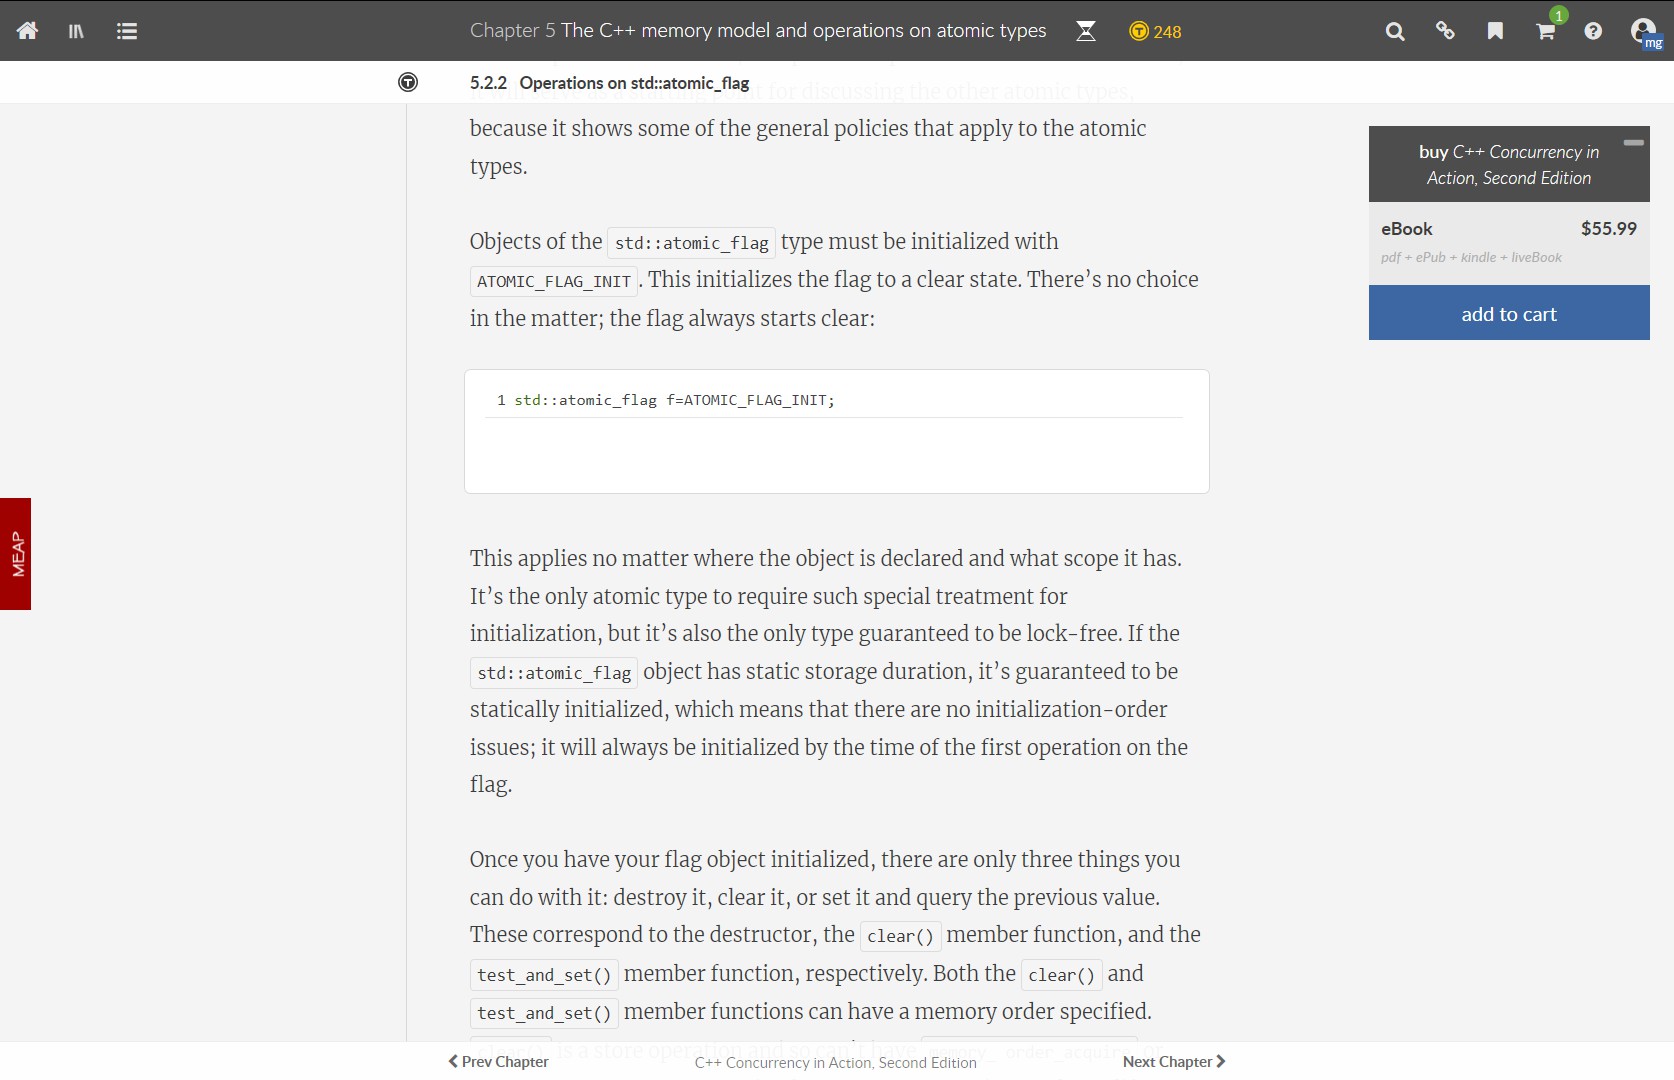 Chapter 5 The C++ memory model and operations on atomic types
248
1
mg
5.2.2 Operations on std::atomic_flag
it will serve as a starting point for discussing the other atomic types,
because it shows some of the general policies that apply to the atomic
types.
Objects of the std::atomic_flag type must be initialized with
ATOMIC_FLAG_INIT. This initializes the flag to a clear state. There’s no choice
in the matter; the flag always starts clear:
1 std::atomic_flag f=ATOMIC_FLAG_INIT;
This applies no matter where the object is declared and what scope it has.
It’s the only atomic type to require such special treatment for
initialization, but it’s also the only type guaranteed to be lock-free. If the
std::atomic_flag object has static storage duration, it’s guaranteed to be
statically initialized, which means that there are no initialization-order
issues; it will always be initialized by the time of the first operation on the
flag.
Once you have your flag object initialized, there are only three things you
can do with it: destroy it, clear it, or set it and query the previous value.
These correspond to the destructor, the clear() member function, and the
test_and_set() member function, respectively. Both the clear() and
test_and_set() member functions can have a memory order specified.
clear() is a store operation and so can't have memory_order_acquire or
buy C++ Concurrency in
Action, Second Edition
eBook $55.99
pdf + ePub + kindle + liveBook
add to cart
MEAP
Prev Chapter
C++ Concurrency in Action, Second Edition
Next Chapter